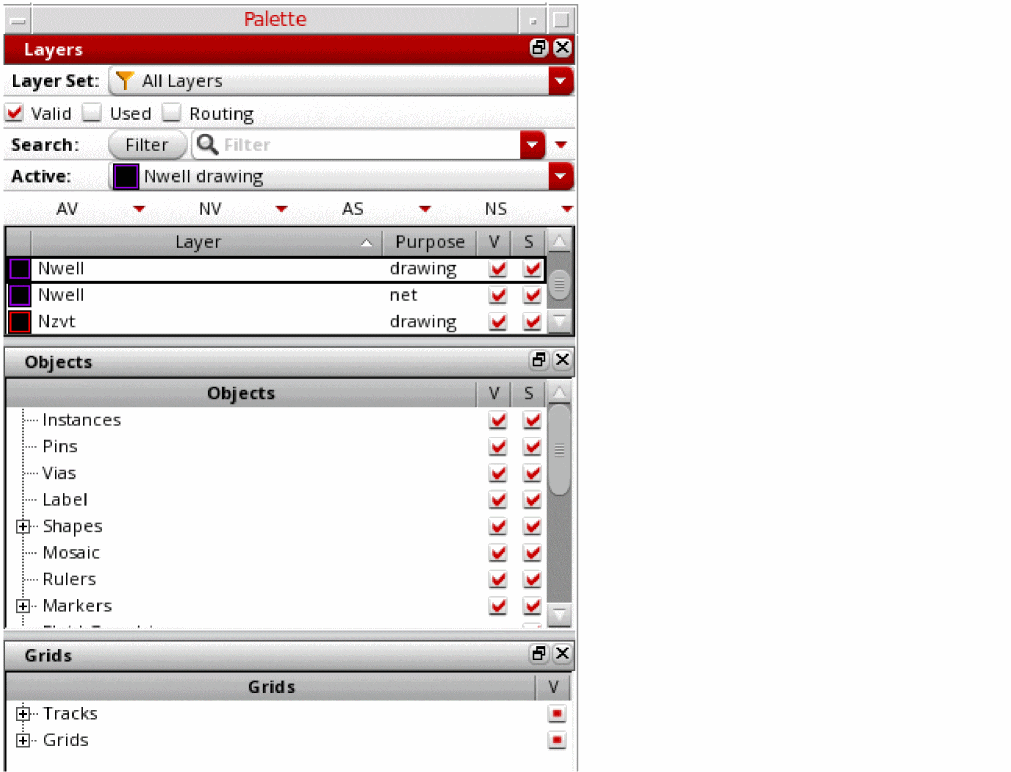 Palette
Layers
Layer Set: All Layers
Valid Used Routing
Search: Filter Filter
Active: Nwell drawing
AV NV AS NS
Layer Purpose V S
Nwell drawing
Nwell net
Nzvt drawing
Objects
Objects V S
Instances
Pins
Vias
Label
Shapes
Mosaic
Rulers
Markers
Grids
Grids V
Tracks
Grids